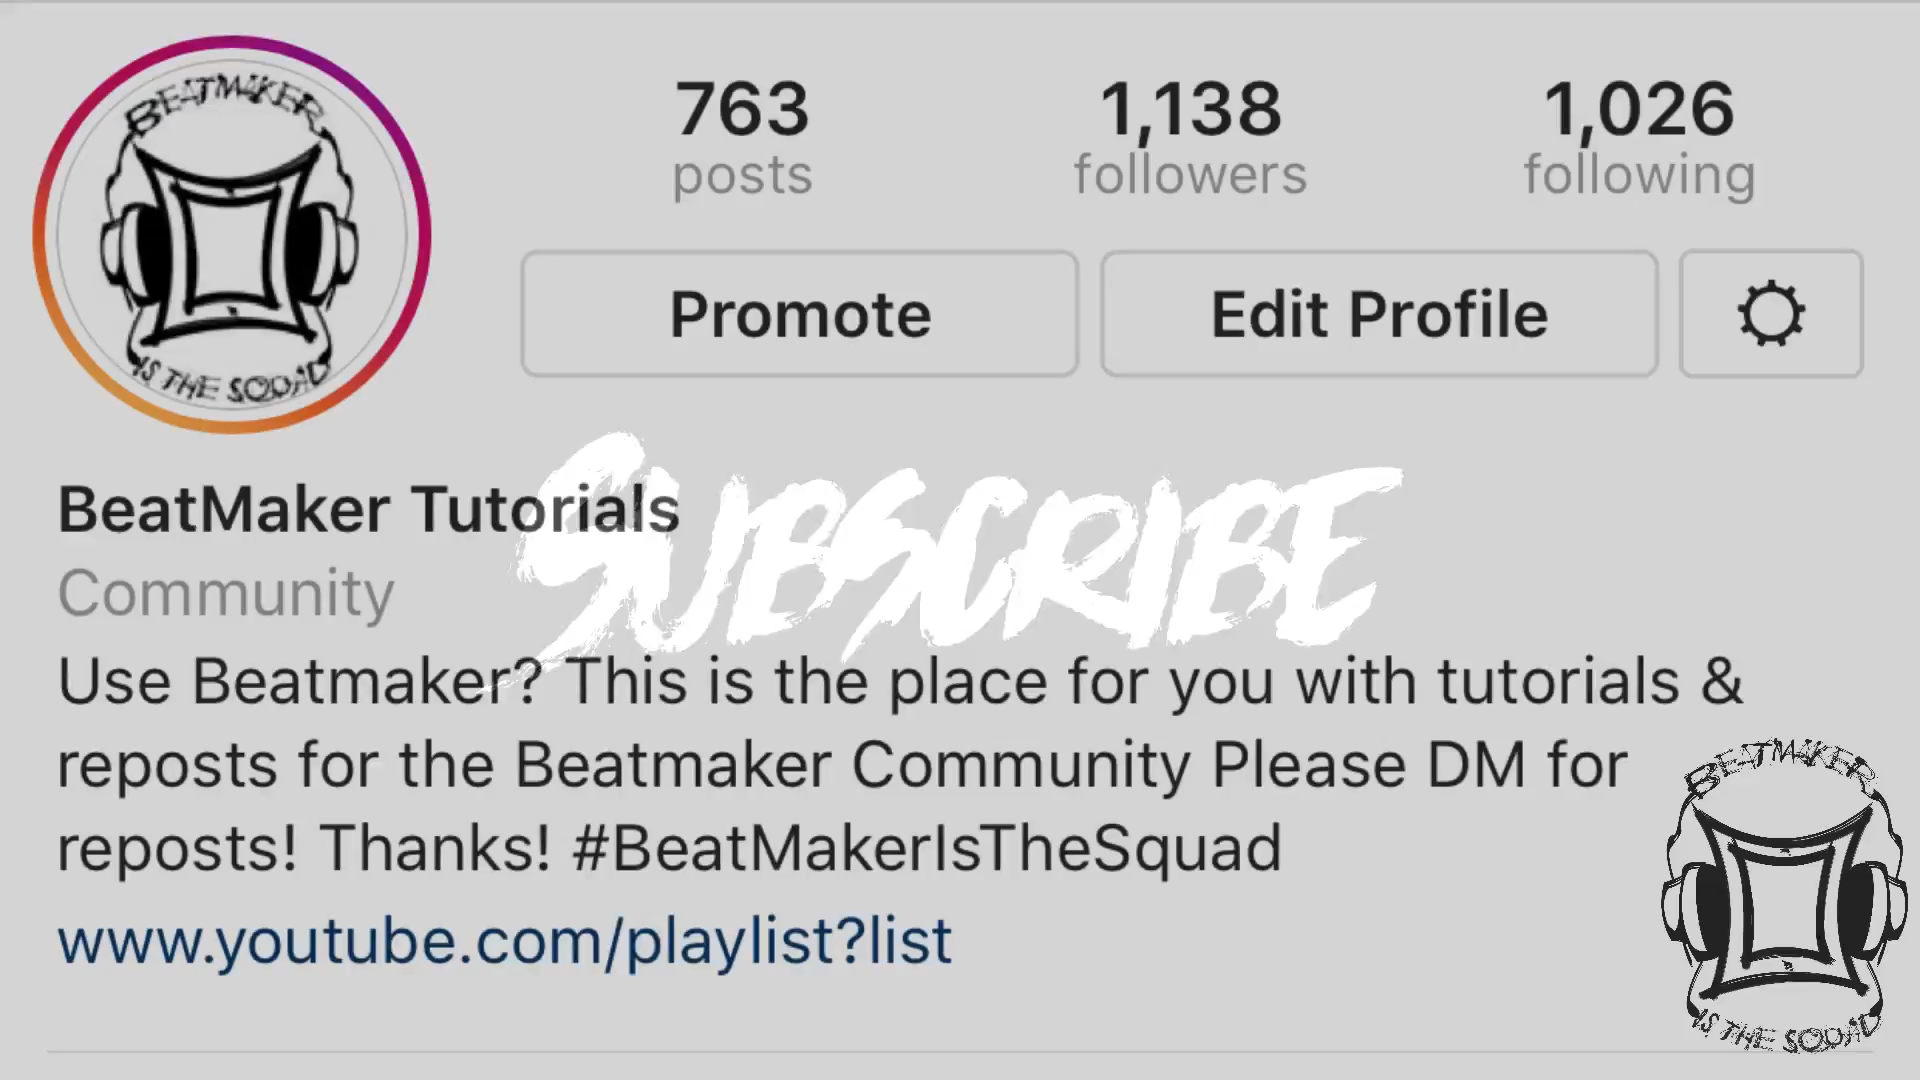 BEATMAKER
IS THE SQUAD
763 1,138 1,026
posts followers following
Promote Edit Profile
SUBSCRIBE
BeatMaker Tutorials
Community
Use Beatmaker? This is the place for you with tutorials &
reposts for the Beatmaker Community Please DM for
reposts! Thanks! #BeatMakerIsTheSquad
www.youtube.com/playlist?list
BEATMAKER
IS THE SQUAD